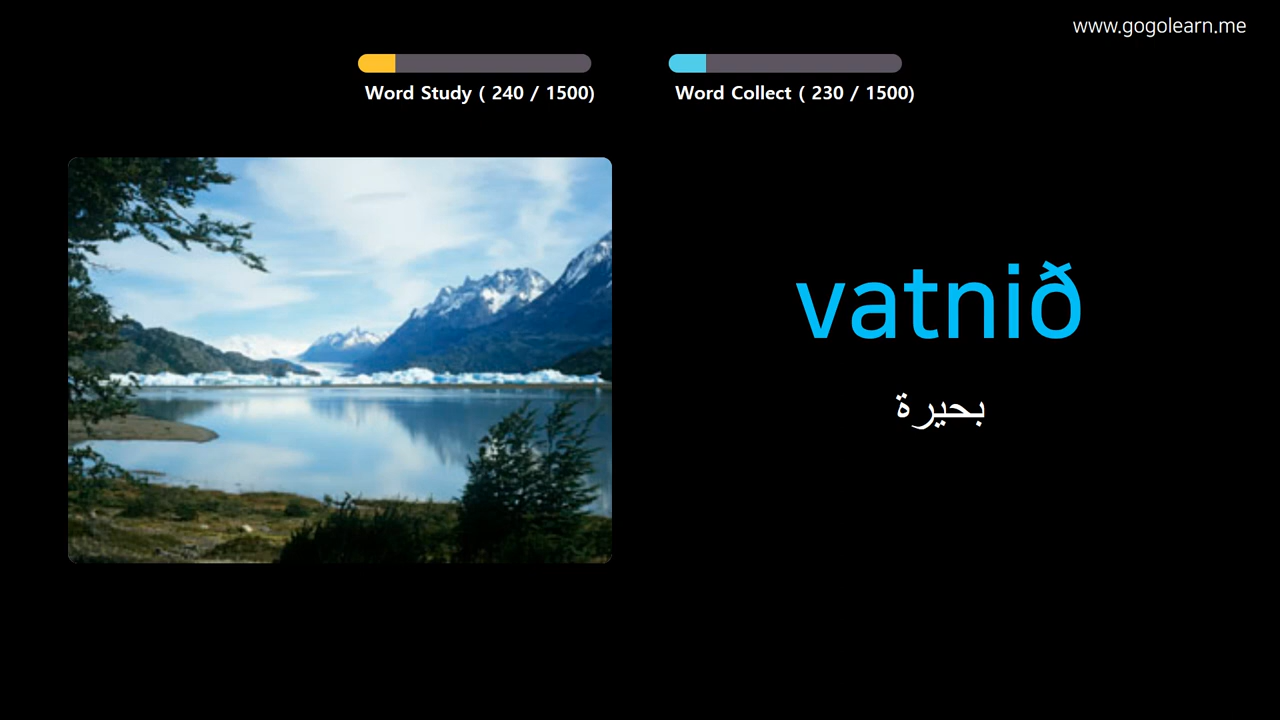 www.gogolearn.me
Word Study ( 240 / 1500)
Word Collect ( 230 / 1500)
vatnið
بحيرة